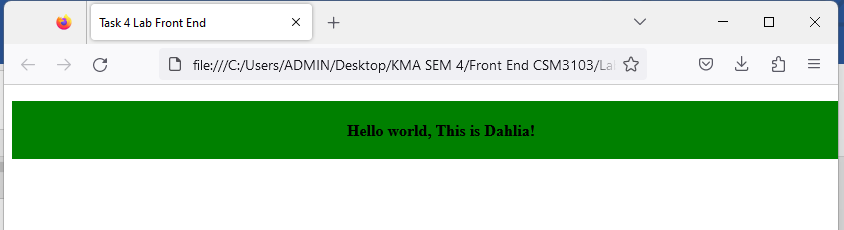 Task 4 Lab Front End
file:///C:/Users/ADMIN/Desktop/KMA SEM 4/Front End CSM3103/La
Hello world, This is Dahlia!